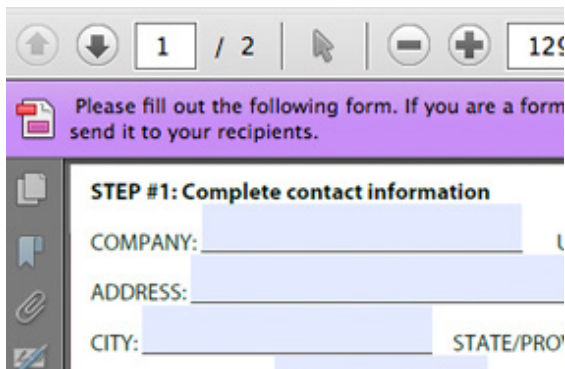 1 / 2 129
Please fill out the following form. If you are a form
send it to your recipients.
STEP #1: Complete contact information
COMPANY: U
ADDRESS:
CITY: STATE/PROV